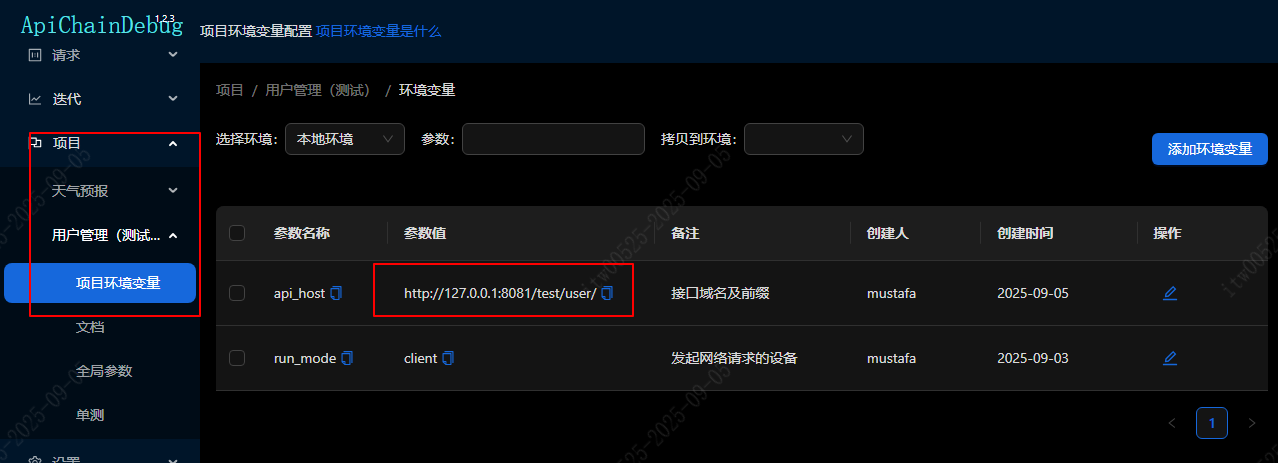 ApiChainDebug 1.2.3
项目环境变量配置 项目环境变量是什么
请求
迭代
项目
天气预报
用户管理（测试...
项目环境变量
文档
全局参数
单测
设置
项目 / 用户管理（测试） / 环境变量
选择环境： 本地环境 参数： 拷贝到环境：
添加环境变量
参数名称 参数值 备注 创建人 创建时间 操作
api_host http://127.0.0.1:8081/test/user/ 接口域名及前缀 mustafa 2025-09-05
run_mode client 发起网络请求的设备 mustafa 2025-09-03
< 1 >
itw00525-2025-09-05